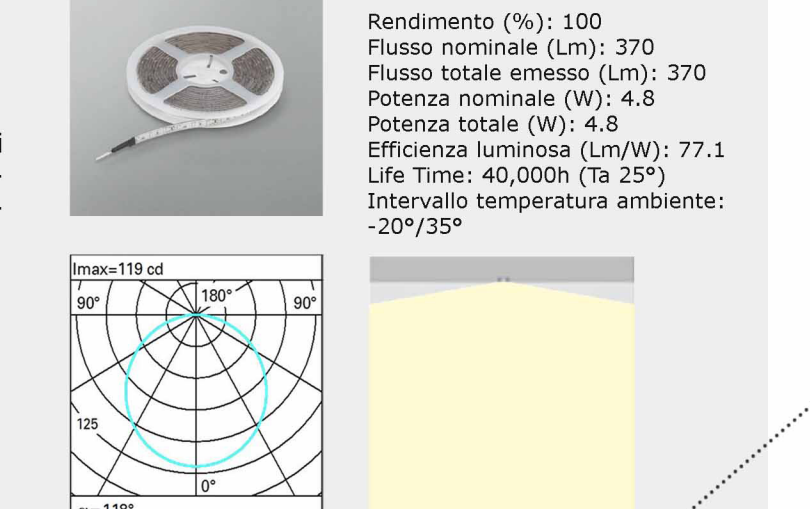 Rendimento (%): 100
Flusso nominale (Lm): 370
Flusso totale emesso (Lm): 370
Potenza nominale (W): 4.8
Potenza totale (W): 4.8
Efficienza luminosa (Lm/W): 77.1
Life Time: 40,000h (Ta 25°)
Intervallo temperatura ambiente:
-20°/35°
Imax=119 cd
90° 180° 90°
125
0°